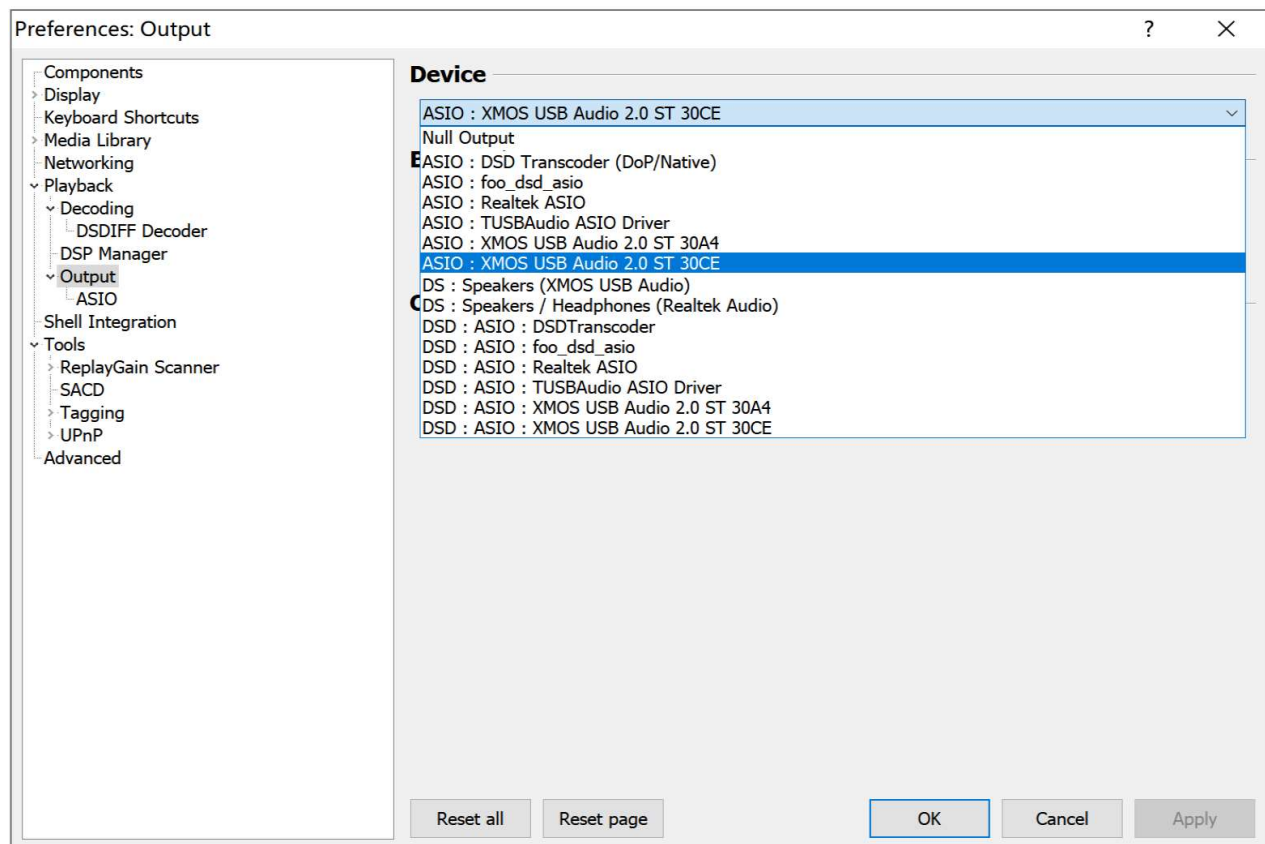 Preferences: Output
?
Components
Display
Keyboard Shortcuts
Media Library
Networking
Playback
Decoding
DSDIFF Decoder
DSP Manager
Output
ASIO
Shell Integration
Tools
ReplayGain Scanner
SACD
Tagging
UPnP
Advanced
Device
ASIO : XMOS USB Audio 2.0 ST 30CE
Null Output
ASIO : DSD Transcoder (DoP/Native)
ASIO : foo_dsd_asio
ASIO : Realtek ASIO
ASIO : TUSBAudio ASIO Driver
ASIO : XMOS USB Audio 2.0 ST 30A4
ASIO : XMOS USB Audio 2.0 ST 30CE
DS : Speakers (XMOS USB Audio)
DS : Speakers / Headphones (Realtek Audio)
DSD : ASIO : DSDTranscoder
DSD : ASIO : foo_dsd_asio
DSD : ASIO : Realtek ASIO
DSD : ASIO : TUSBAudio ASIO Driver
DSD : ASIO : XMOS USB Audio 2.0 ST 30A4
DSD : ASIO : XMOS USB Audio 2.0 ST 30CE
Reset all
Reset page
OK
Cancel
Apply